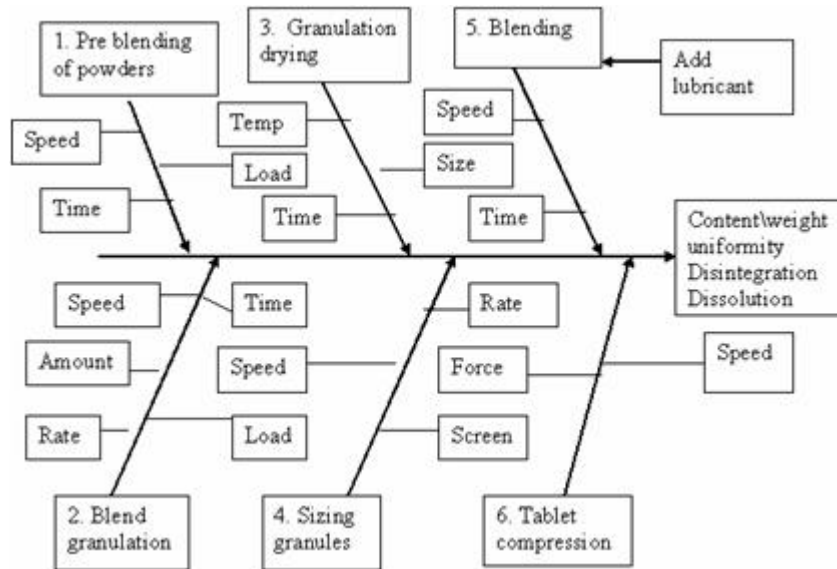 1. Pre blending
of powders
3. Granulation
drying
5. Blending
Add
lubricant
Speed
Load
Time
Temp
Size
Time
Speed
Time
Content\weight
uniformity
Disintegration
Dissolution
Speed
Time
Amount
Rate
Load
Rate
Speed
Screen
Force
Speed
2. Blend
granulation
4. Sizing
granules
6. Tablet
compression